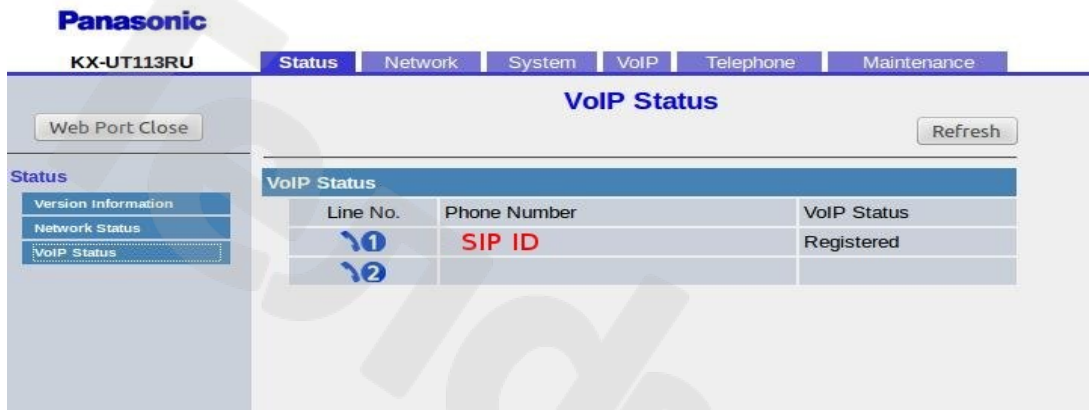 Panasonic
KX-UT113RU
Status Network System VoIP Telephone Maintenance
Web Port Close
VoIP Status
Refresh
Status
Version Information
Network Status
VoIP Status
VoIP Status
Line No. Phone Number VoIP Status
1 SIP ID Registered
2